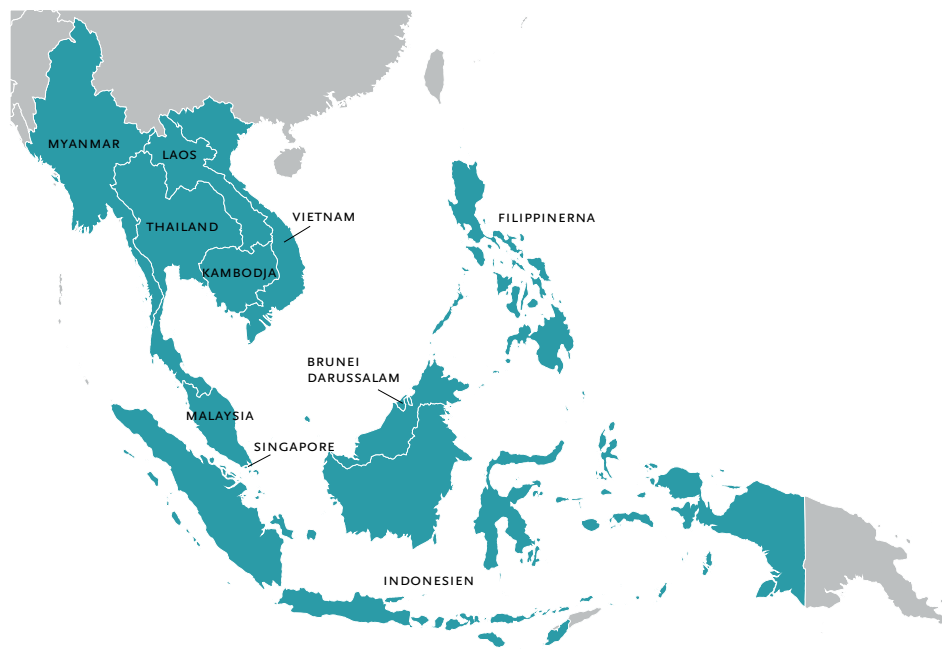 MYANMAR
LAOS
VIETNAM
FILIPPINERNA
THAILAND
KAMBODJA
BRUNEI
DARUSSALAM
MALAYSIA
SINGAPORE
INDONESIEN